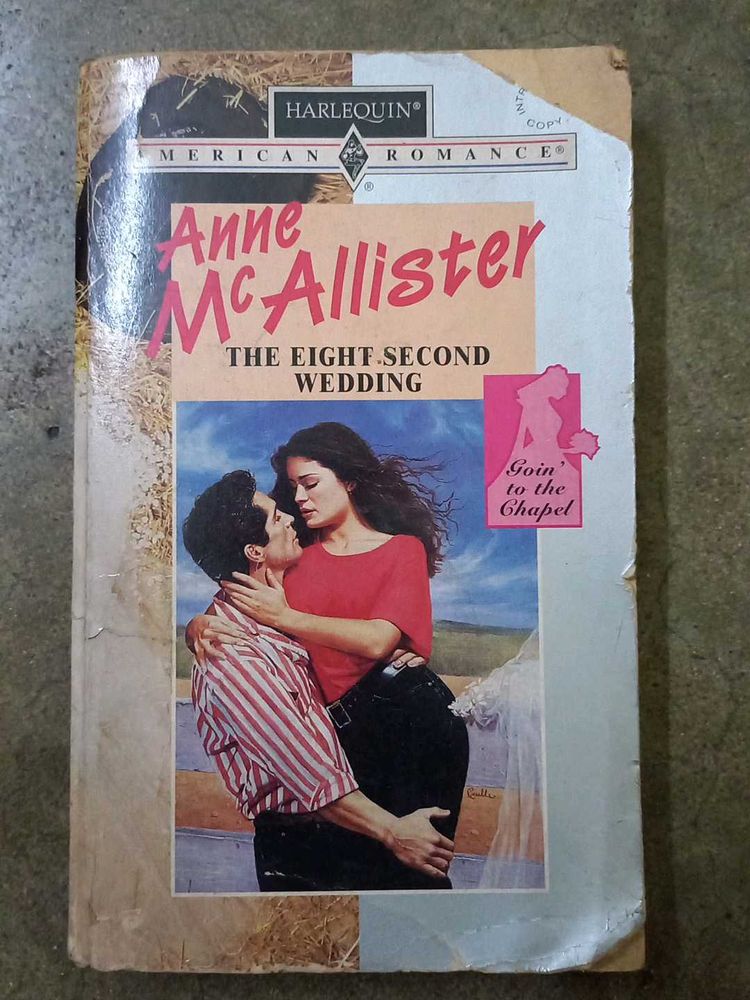 HARLEQUIN®
MERICAN ROMANCE®
®
Anne
McAllister
THE EIGHT SECOND
WEDDING
Goin'
to the
Chapel
COPY